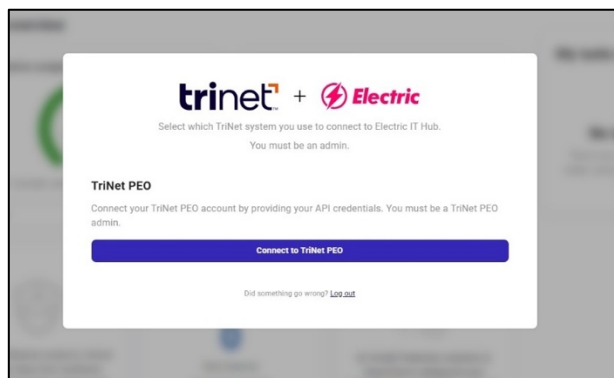 trinet + Electric
Select which TriNet system you use to connect to Electric IT Hub.
You must be an admin.
TriNet PEO
Connect your TriNet PEO account by providing your API credentials. You must be a TriNet PEO
admin.
Connect to TriNet PEO
Did something go wrong? Log out